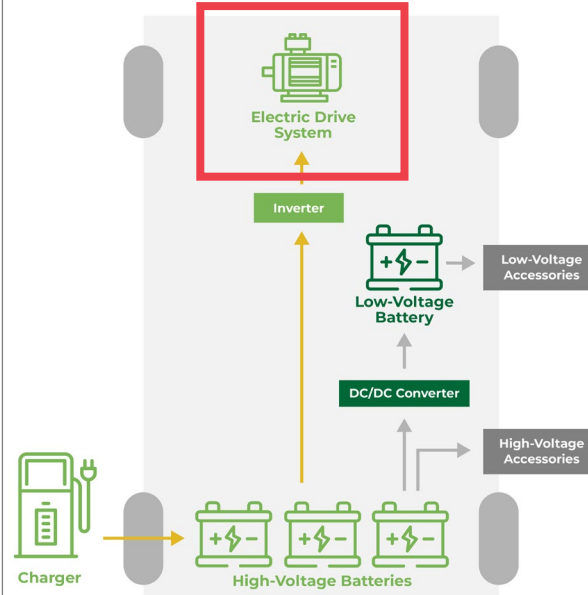 Electric Drive
System
Inverter
+ -
Low-Voltage
Accessories
Low-Voltage
Battery
DC/DC Converter
High-Voltage
Accessories
+ - + - + -
Charger
High-Voltage Batteries